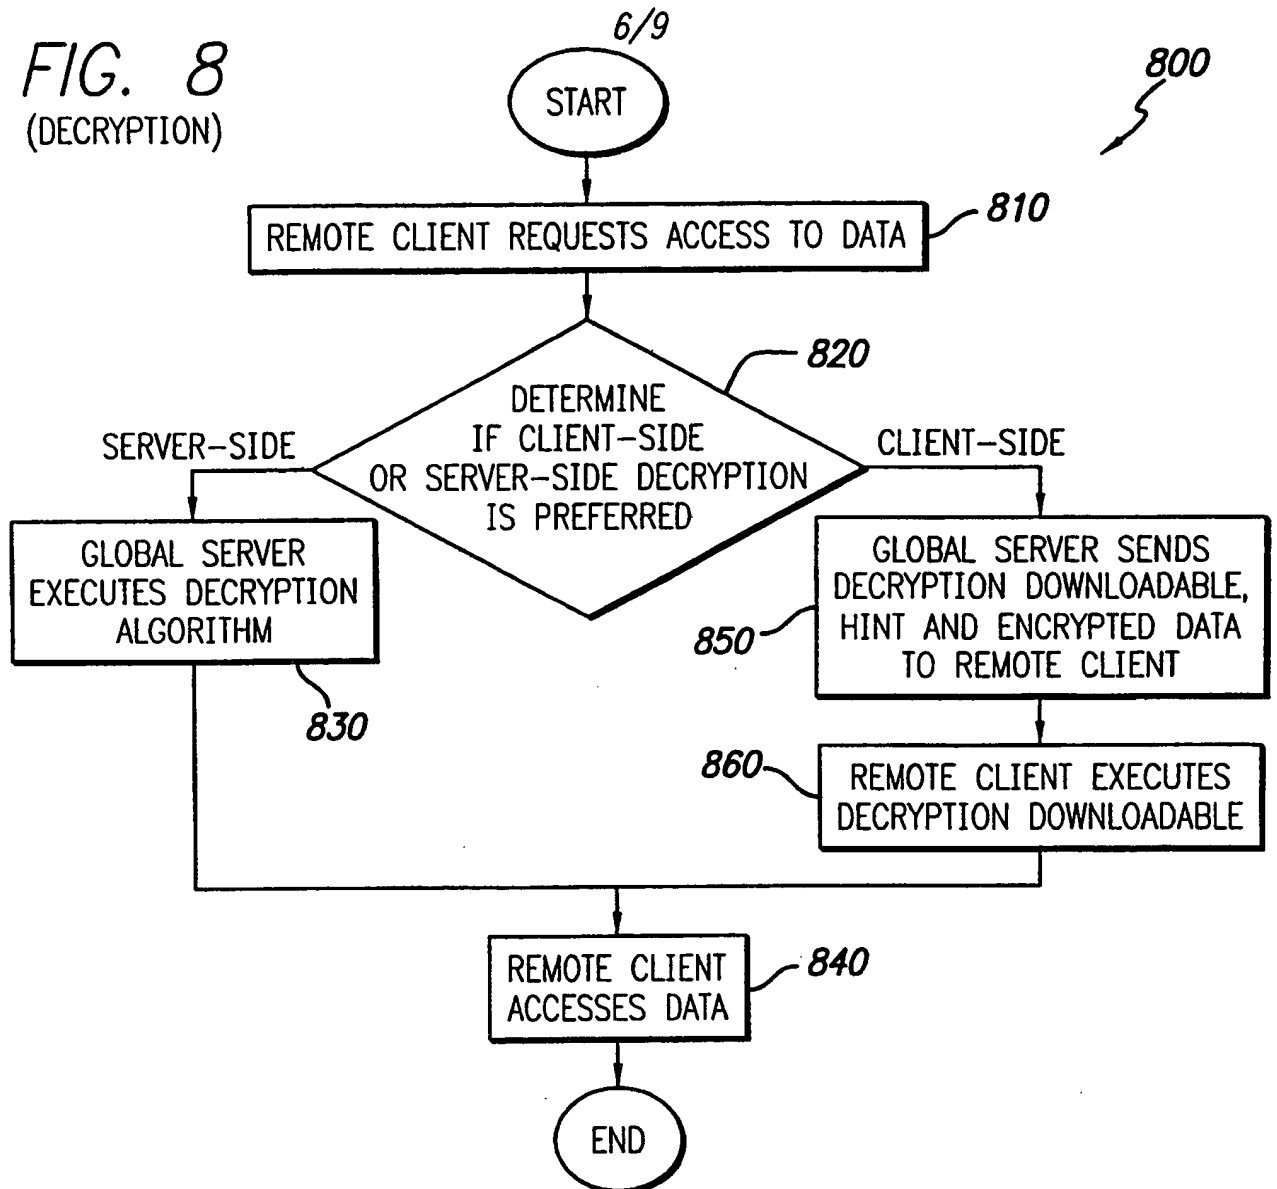 6/9
FIG. 8
(DECRYPTION)
800
START
REMOTE CLIENT REQUESTS ACCESS TO DATA
810
820
DETERMINE
IF CLIENT-SIDE
OR SERVER-SIDE DECRYPTION
IS PREFERRED
SERVER-SIDE
CLIENT-SIDE
GLOBAL SERVER
EXECUTES DECRYPTION
ALGORITHM
830
GLOBAL SERVER SENDS
DECRYPTION DOWNLOADABLE,
HINT AND ENCRYPTED DATA
TO REMOTE CLIENT
850
860
REMOTE CLIENT EXECUTES
DECRYPTION DOWNLOADABLE
REMOTE CLIENT
ACCESSES DATA
840
END